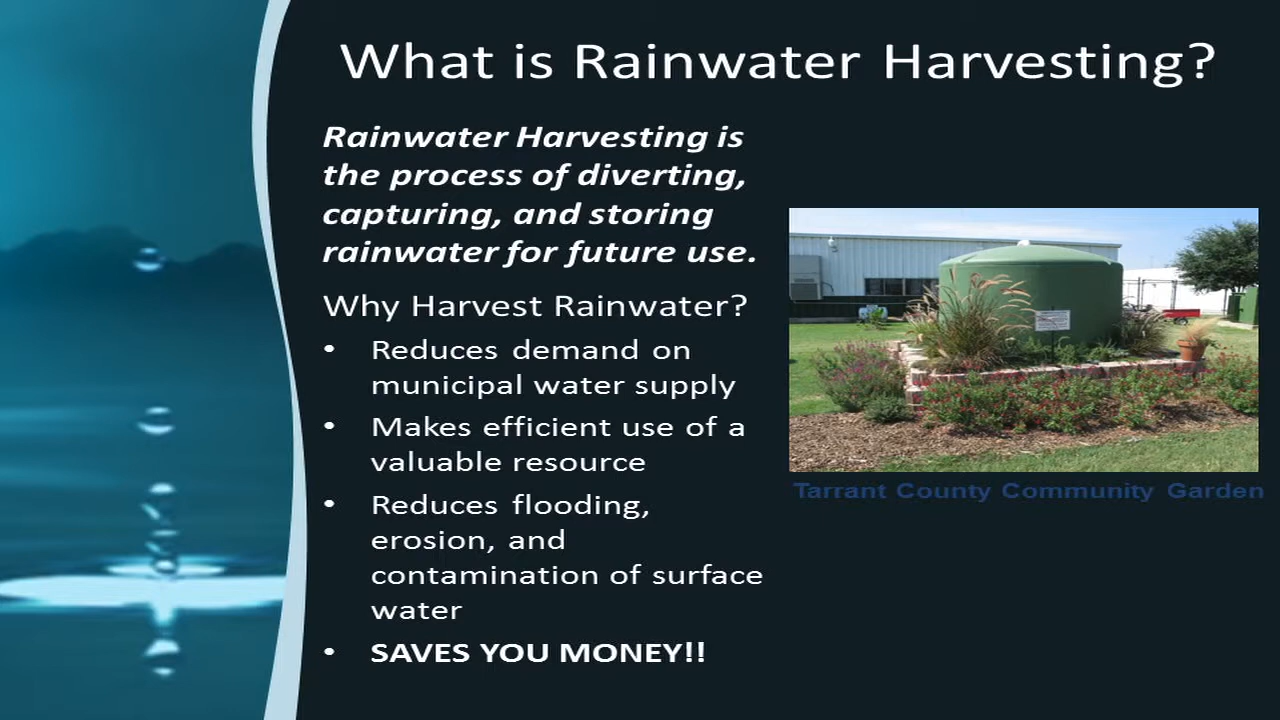 What is Rainwater Harvesting?
Rainwater Harvesting is
the process of diverting,
capturing, and storing
rainwater for future use.
Why Harvest Rainwater?
• Reduces demand on
municipal water supply
• Makes efficient use of a
valuable resource
• Reduces flooding,
erosion, and
contamination of surface
water
• SAVES YOU MONEY!!
Tarrant County Community Garden